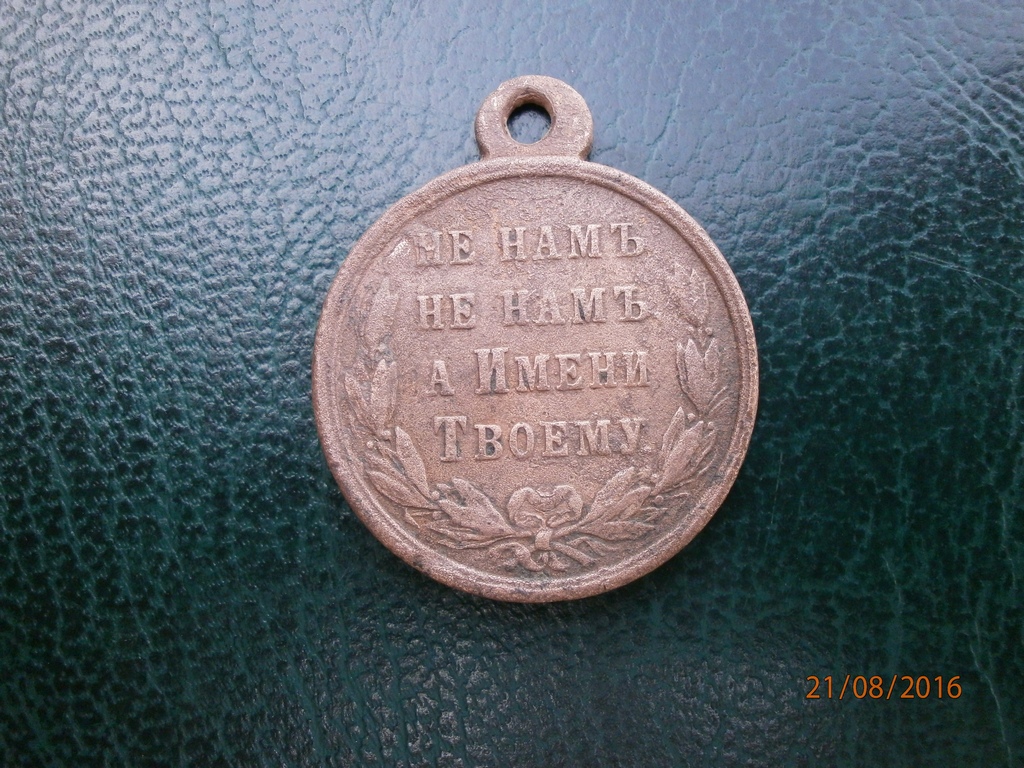 НЕ НАМЪ
НЕ НАМЪ
А ИМЕНИ
ТВОЕМУ.
21/08/2016